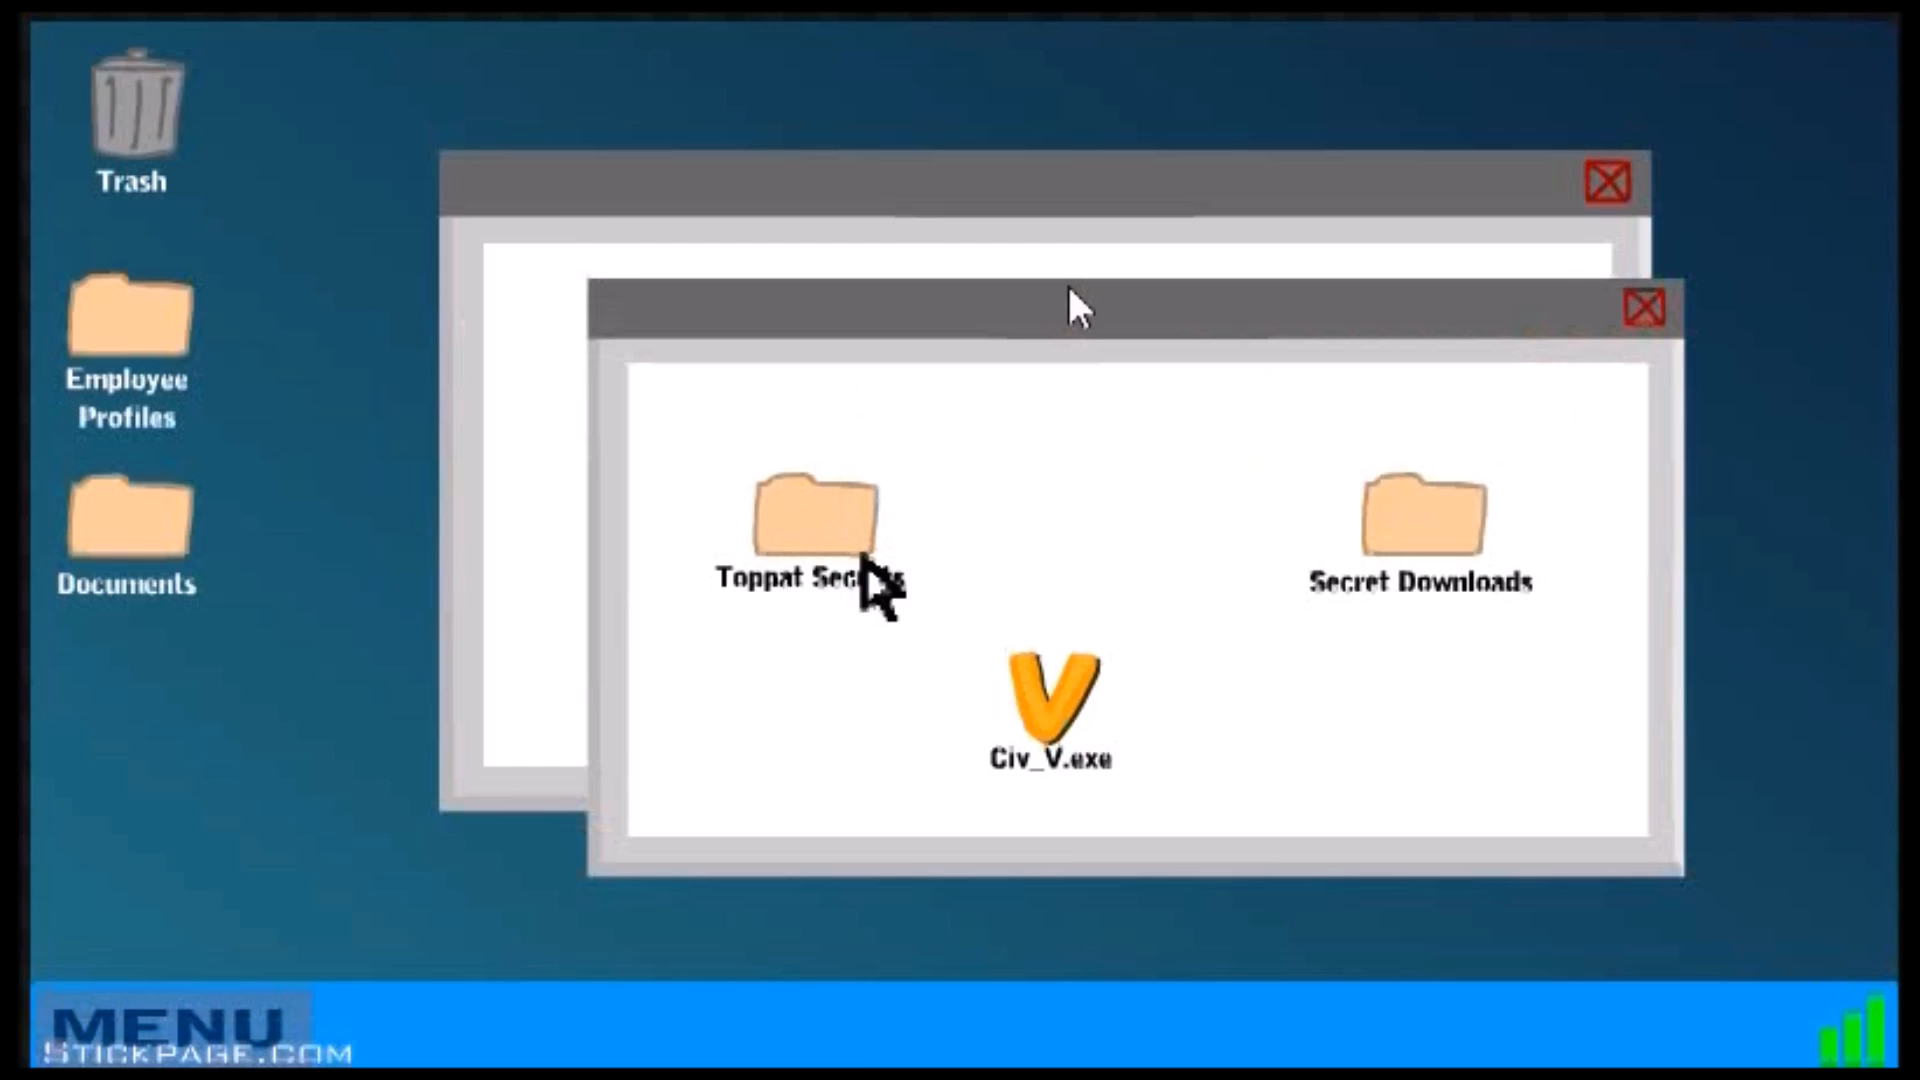 Trash
Employee
Profiles
Documents
Toppat
Secret Downloads
V
Civ_V.exe
MENU
STICKPAGE.COM